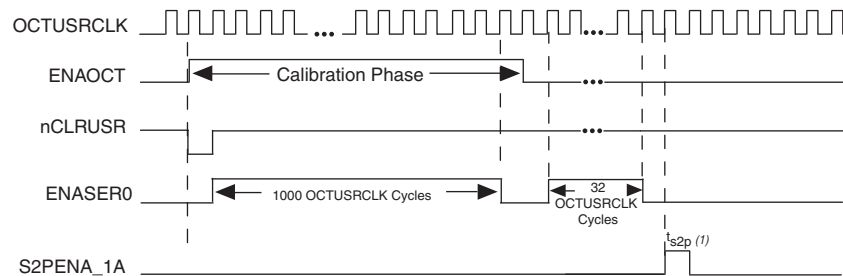 OCTUSRCLK
ENAOCT
Calibration Phase
nCLRUSR
ENASER0
1000 OCTUSRCLK Cycles
32
OCTUSRCLK
Cycles
ts2p (1)
S2PENA_1A